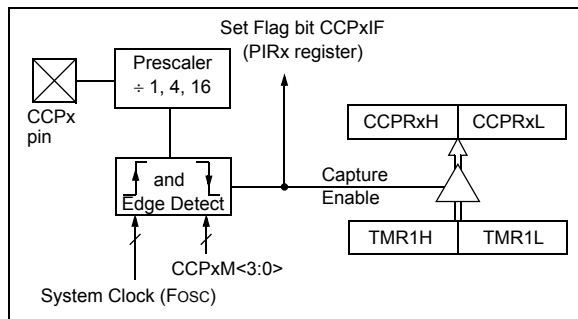 Set Flag bit CCPxIF
(PIRx register)
Prescaler
÷ 1, 4, 16
CCPx
pin
CCPRxH
CCPRxL
and
Edge Detect
Capture
Enable
TMR1H
TMR1L
CCPxM<3:0>
System Clock (FOSC)